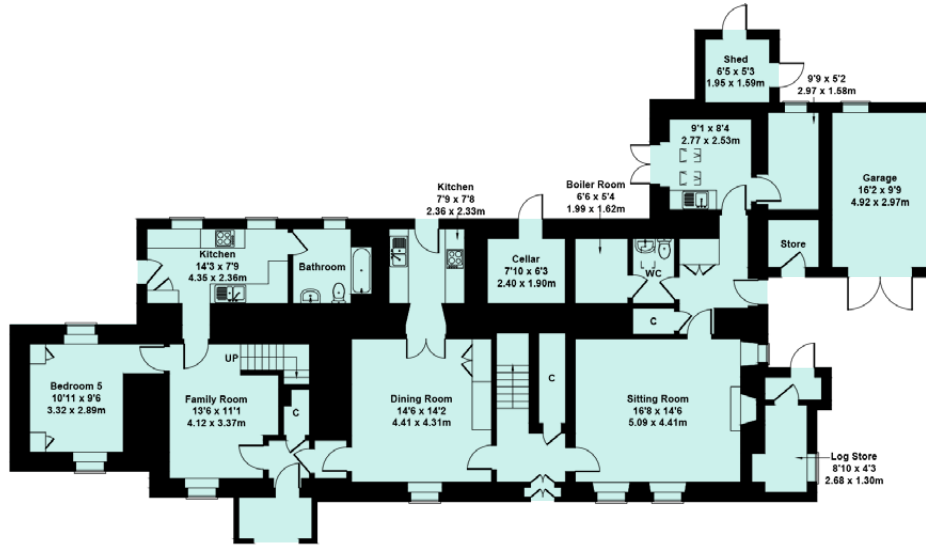 Shed
6'5 x 5'3
1.95 x 1.59m
9'9 x 5'2
2.97 x 1.58m
9'1 x 8'4
2.77 x 2.53m
Garage
16'2 x 9'9
4.92 x 2.97m
Kitchen
7'9 x 7'8
2.36 x 2.33m
Boiler Room
6'6 x 5'4
1.99 x 1.62m
Kitchen
14'3 x 7'9
4.35 x 2.36m
Bathroom
Cellar
7'10 x 6'3
2.40 x 1.90m
WC
Store
C
UP
Bedroom 5
10'11 x 9'6
3.32 x 2.89m
Family Room
13'6 x 11'1
4.12 x 3.37m
C
Dining Room
14'6 x 14'2
4.41 x 4.31m
C
Sitting Room
16'8 x 14'6
5.09 x 4.41m
Log Store
8'10 x 4'3
2.68 x 1.30m